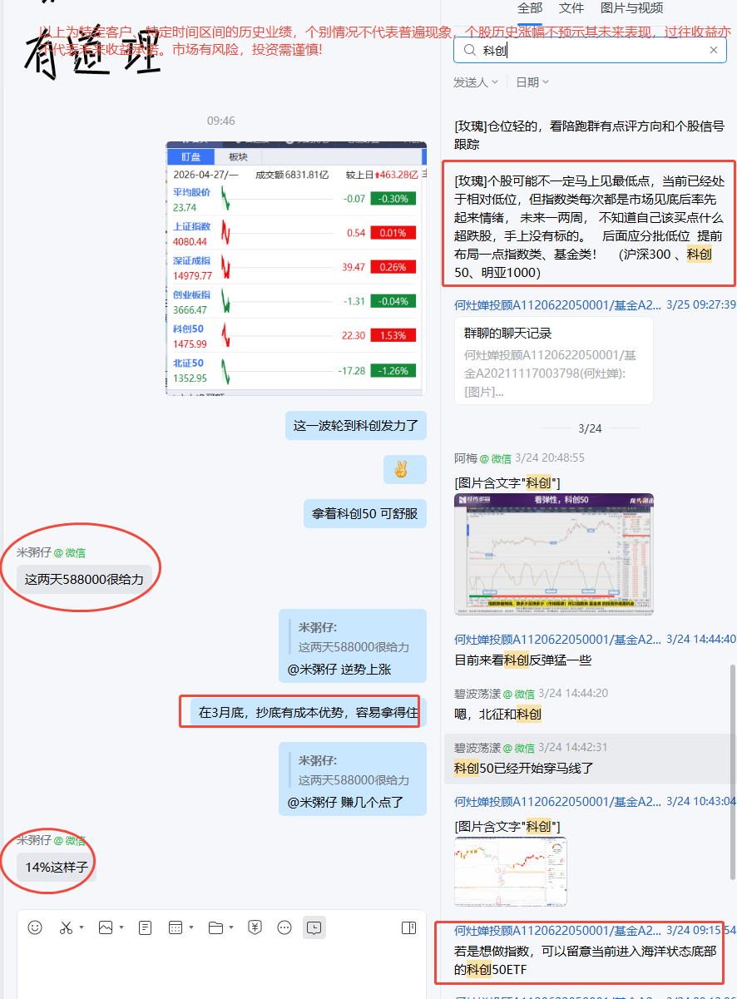 有道理
以上为特定客户、特定时间区间的历史业绩，个别情况不代表普遍现象，个股历史涨幅不预示其未来表现，过往收益亦
不代表未来收益承诺。市场有风险，投资需谨慎！
09:46
盯盘 板块
2026-04-27/一 成交额6831.81亿 较上日⬆463.28亿
平均股价
23.74 -0.07 -0.30%
上证指数
4080.44 0.54 0.01%
深证成指
14979.77 39.47 0.26%
创业板指
3666.47 -1.31 -0.04%
科创50
1475.99 22.30 1.53%
北证50
1352.95 -17.28 -1.26%
这一波轮到科创发力了
✌
拿着科创50 可舒服
米粥仔@微信
这两天588000很给力
米粥仔:
这两天588000很给力
@米粥仔 逆势上涨
在3月底，抄底有成本优势，容易拿得住
米粥仔:
这两天588000很给力
@米粥仔 赚几个点了
米粥仔@微信
14%这样子
全部 文件 图片与视频
科创
发送人 日期
[玫瑰]仓位轻的，看陪跑群有点评方向和个股信号
跟踪
[玫瑰]个股可能不一定马上见最低点，当前已经处
于相对低位，但指数类每次都是市场见底后率先
起来情绪， 未来一两周， 不知道自己该买点什么
超跌股，手上没有标的。 后面应分批低位 提前
布局一点指数类、基金类！ （沪深300 、科创
50、明亚1000）
何灶婵投顾A1120622050001/基金A2... 3/25 09:27:39
群聊的聊天记录
何灶婵投顾A1120622050001/基
金A20211117003798(何灶婵):
[图片]...
3/24
阿梅@微信 3/24 20:48:55
[图片含文字"科创"]
看弹性，科创50
何灶婵投顾A1120622050001/基金A2... 3/24 14:44:40
目前来看科创反弹猛一些
碧波荡漾@微信 3/24 14:44:20
嗯，北征和科创
碧波荡漾@微信 3/24 14:42:31
科创50已经开始穿马线了
何灶婵投顾A1120622050001/基金A2... 3/24 10:43:04
[图片含文字"科创"]
何灶婵投顾A1120622050001/基金A2... 3/24 09:15:54
若是想做指数，可以留意当前进入海洋状态底部
的科创50ETF